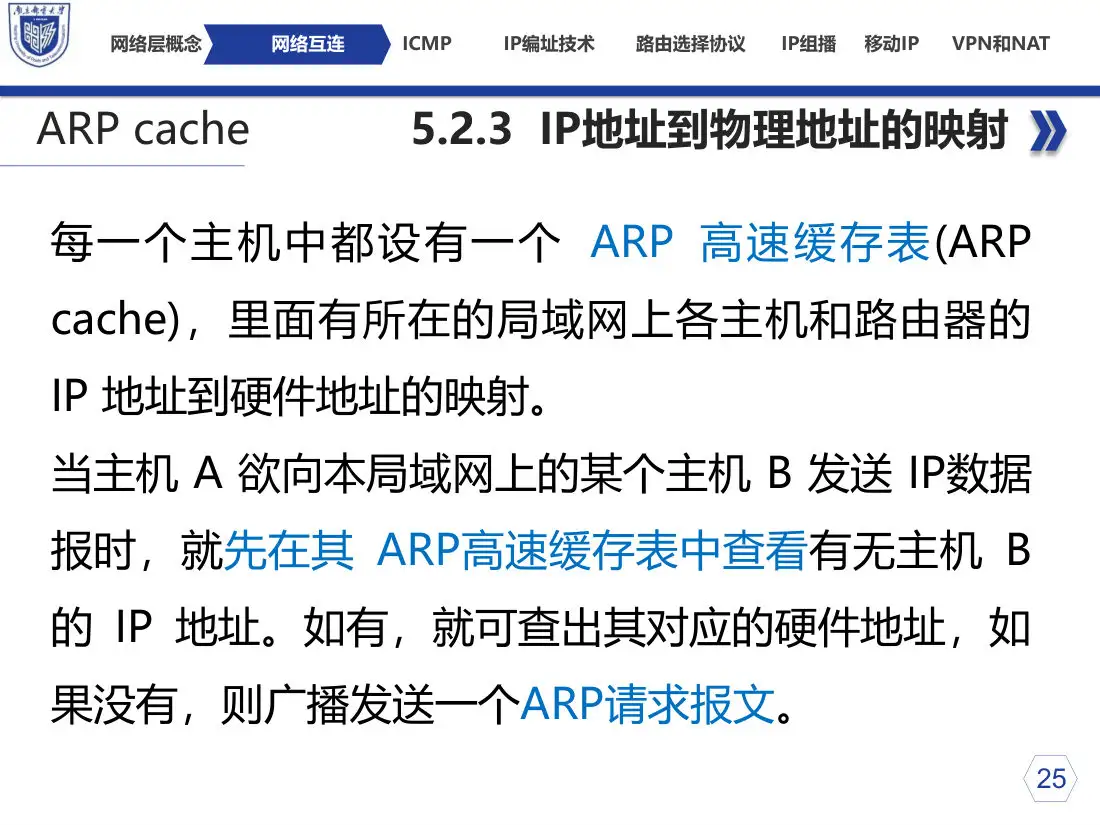 南京邮电大学
网络层概念 网络互连 ICMP IP编址技术 路由选择协议 IP组播 移动IP VPN和NAT
ARP cache 5.2.3 IP地址到物理地址的映射
每一个主机中都设有一个 ARP 高速缓存表(ARP
cache)，里面有所在的局域网上各主机和路由器的
IP 地址到硬件地址的映射。
当主机 A 欲向本局域网上的某个主机 B 发送 IP数据
报时，就先在其 ARP高速缓存表中查看有无主机 B
的 IP 地址。如有，就可查出其对应的硬件地址，如
果没有，则广播发送一个ARP请求报文。
25